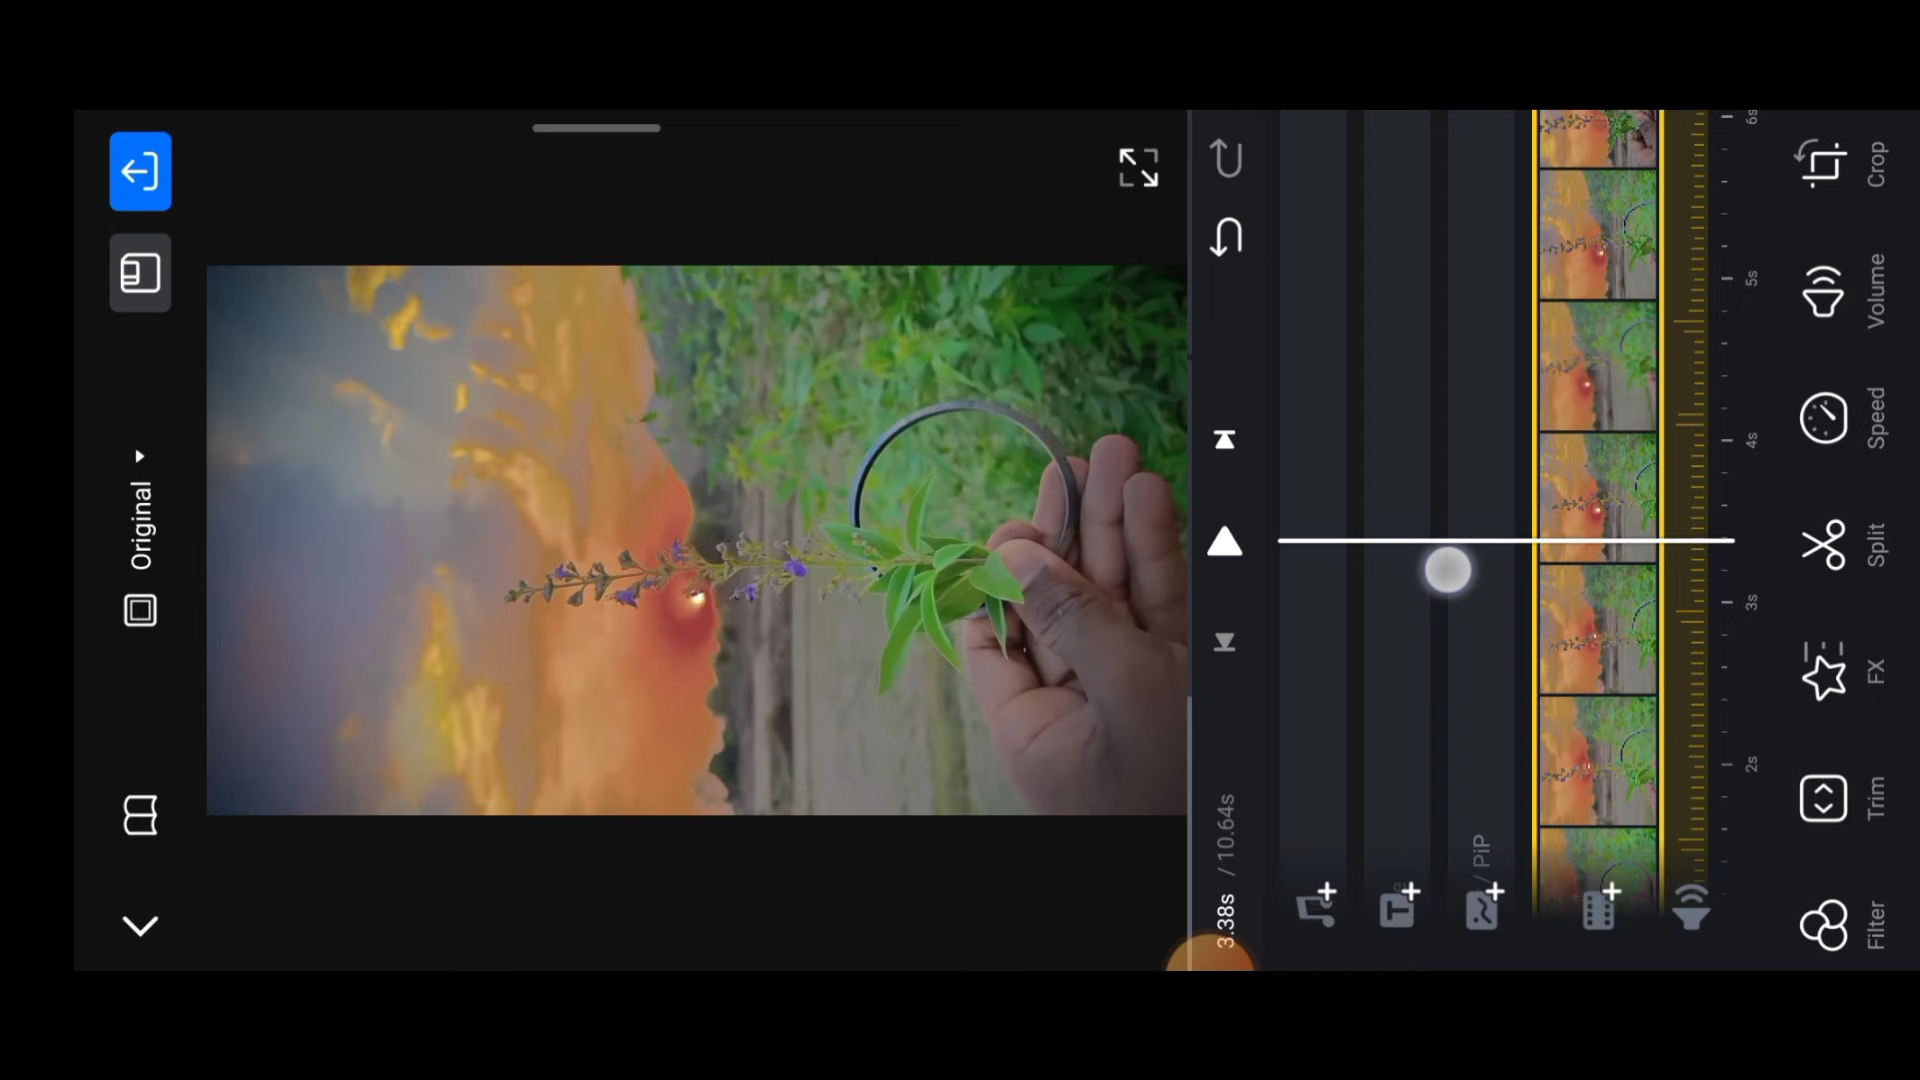 Original
3.38s / 10.64s
/ PiP
2s
3s
4s
5s
6s
Filter
Trim
FX
Split
Speed
Volume
Crop